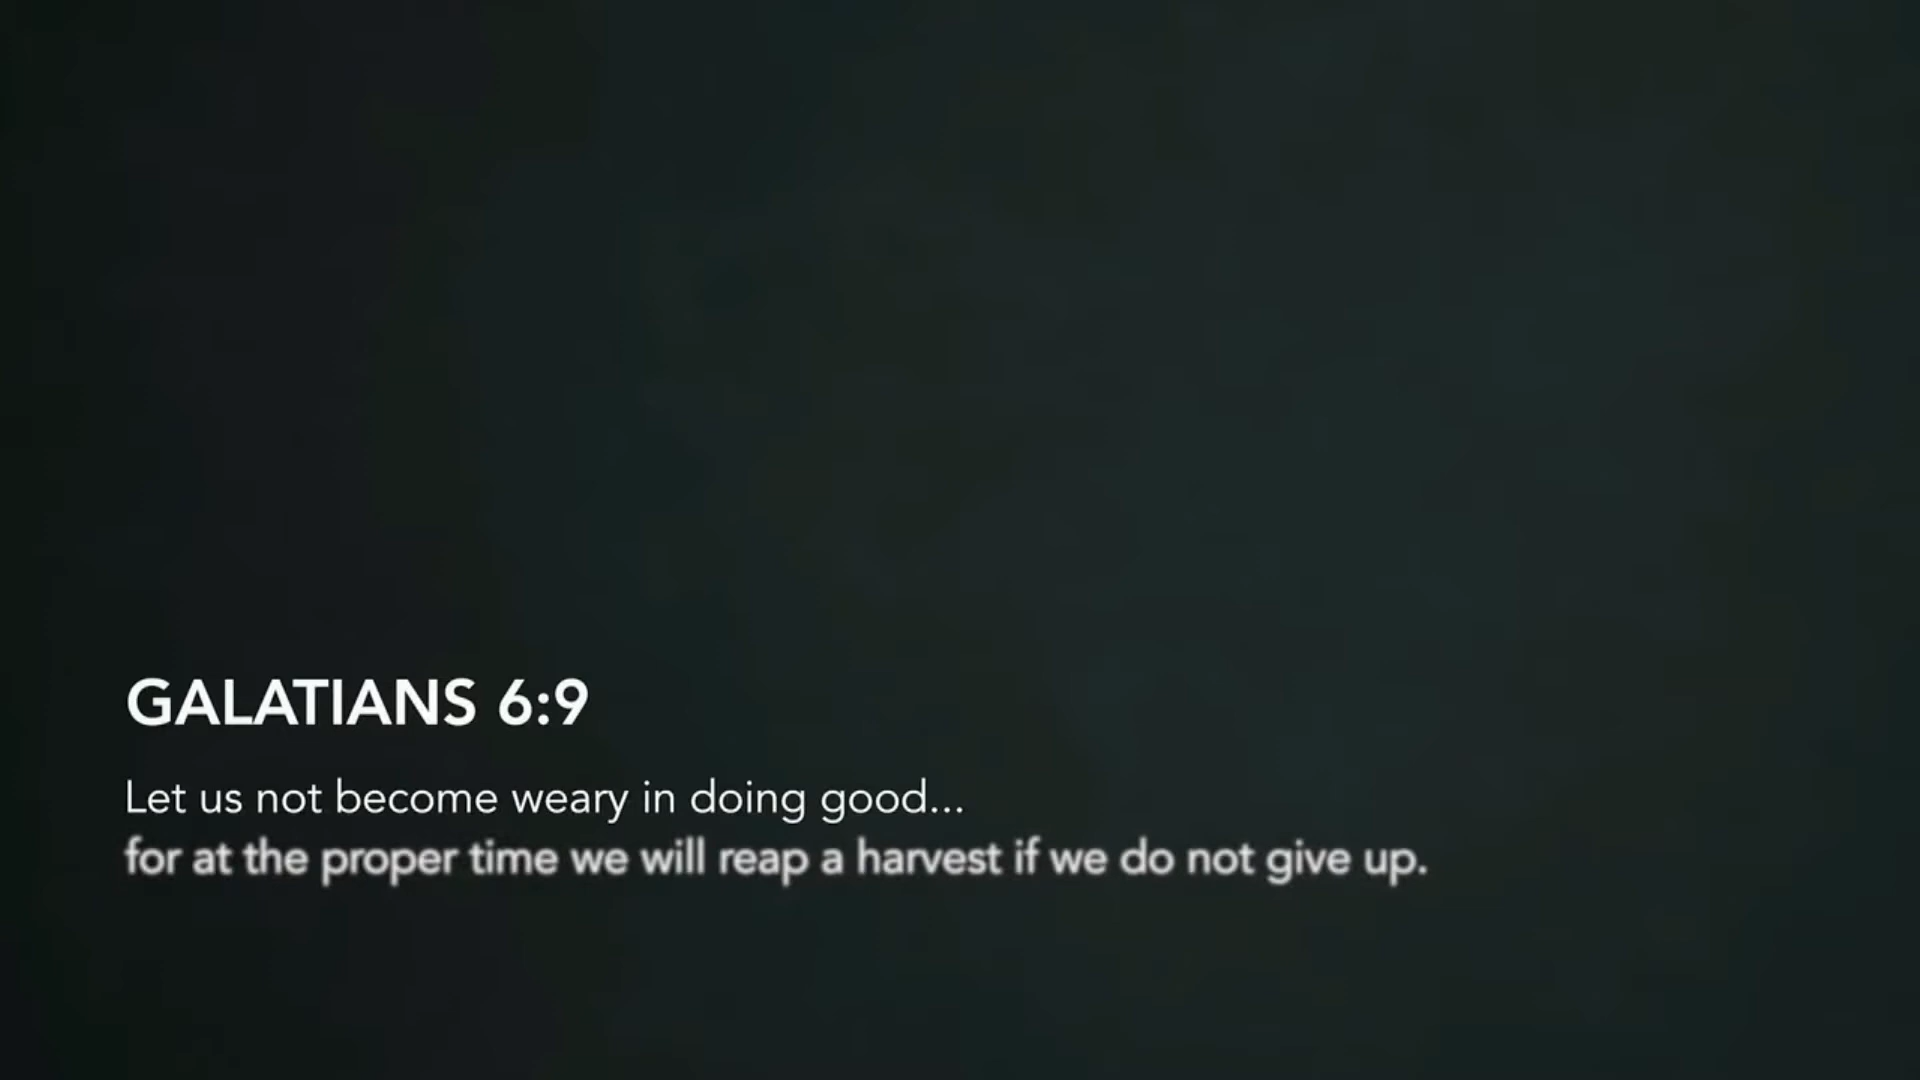 GALATIANS 6:9
Let us not become weary in doing good...
for at the proper time we will reap a harvest if we do not give up.